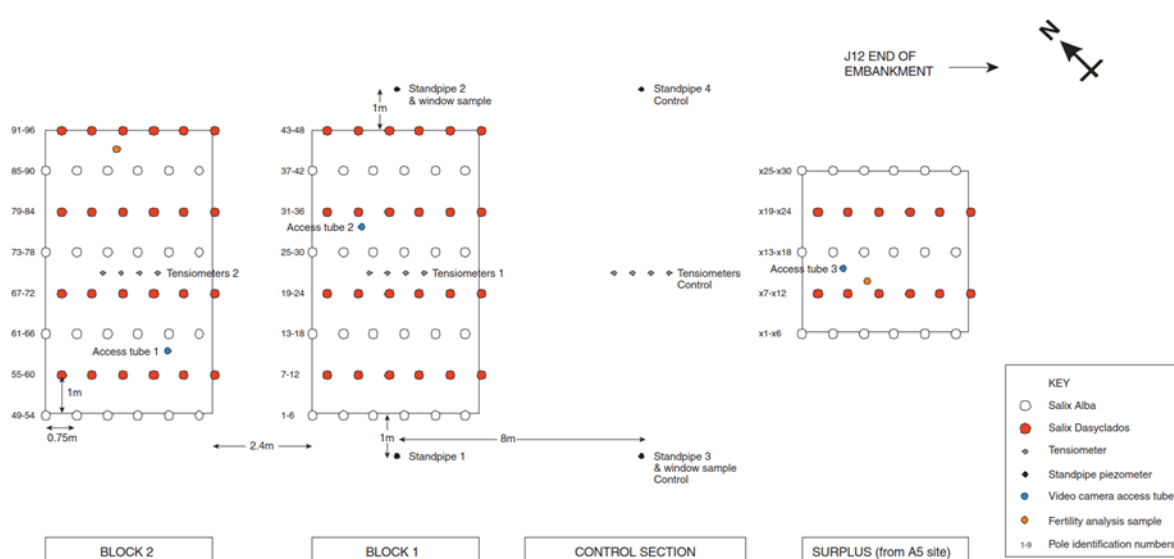 N
J12 END OF
EMBANKMENT
Standpipe 2
& window sample
1m
Standpipe 4
Control
91-96
85-90
79-84
73-78
Tensiometers 2
67-72
61-66
Access tube 1
55-60
1m
49-54
0.75m
2.4m
43-48
37-42
31-36
Access tube 2
25-30
Tensiometers 1
19-24
13-18
7-12
1-6
1m
Standpipe 1
8m
Tensiometers
Control
Standpipe 3
& window sample
Control
x25-x30
x19-x24
x13-x18
Access tube 3
x7-x12
x1-x6
KEY
Salix Alba
Salix Dasyclados
Tensiometer
Standpipe piezometer
Video camera access tube
Fertility analysis sample
1-9 Pole identification numbers
BLOCK 2
BLOCK 1
CONTROL SECTION
SURPLUS (from A5 site)